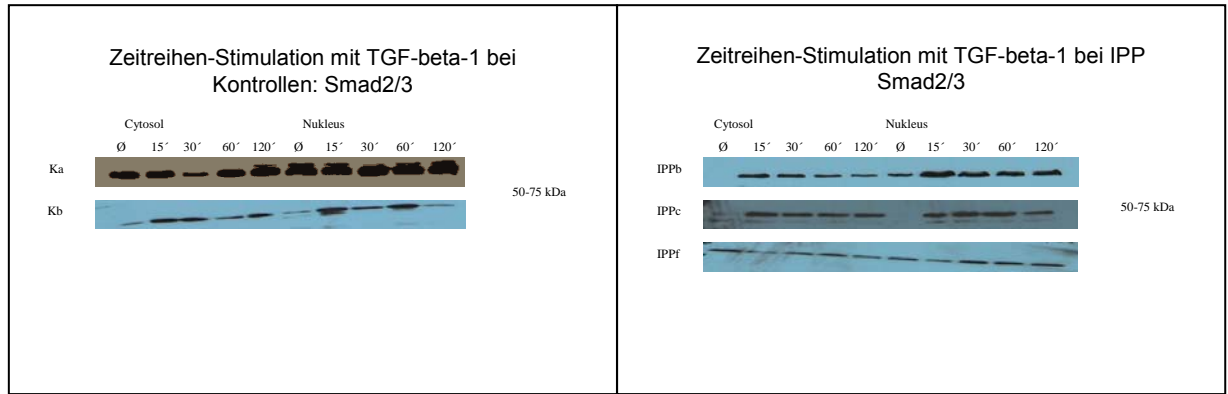 Zeitreihen-Stimulation mit TGF-beta-1 bei
Kontrollen: Smad2/3
Cytosol Nukleus
Ø 15´ 30´ 60´ 120´ Ø 15´ 30´ 60´ 120´
Ka
50-75 kDa
Kb
Zeitreihen-Stimulation mit TGF-beta-1 bei IPP
Smad2/3
Cytosol Nukleus
Ø 15´ 30´ 60´ 120´ Ø 15´ 30´ 60´ 120´
IPPb
50-75 kDa
IPPc
IPPf